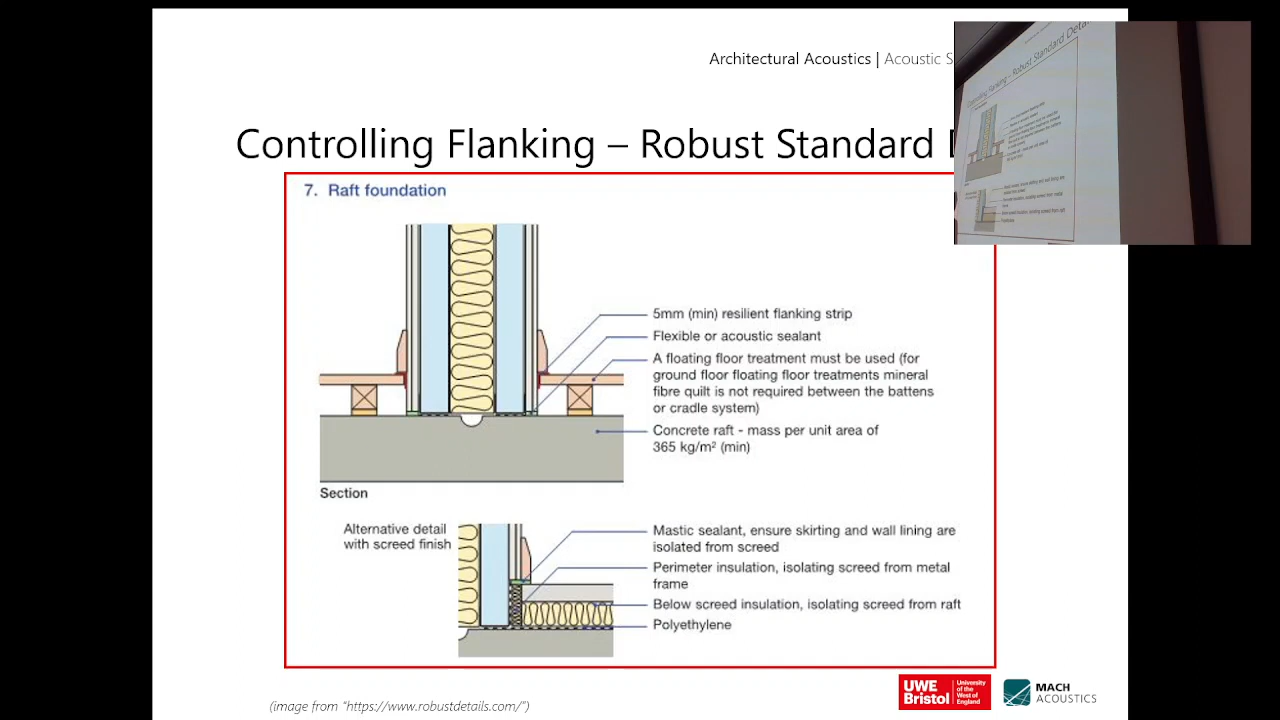 Architectural Acoustics | Acoustic S
Controlling Flanking – Robust Standard
7. Raft foundation
5mm (min) resilient flanking strip
Flexible or acoustic sealant
A floating floor treatment must be used (for
ground floor floating floor treatments mineral
fibre quilt is not required between the battens
or cradle system)
Concrete raft - mass per unit area of
365 kg/m² (min)
Section
Alternative detail
with screed finish
Mastic sealant, ensure skirting and wall lining are
isolated from screed
Perimeter insulation, isolating screed from metal
frame
Below screed insulation, isolating screed from raft
Polyethylene
(image from "https://www.robustdetails.com/")
UWE
Bristol
University
of the
West of
England
MACH
ACOUSTICS
Controlling Flanking – Robust Standard Deta